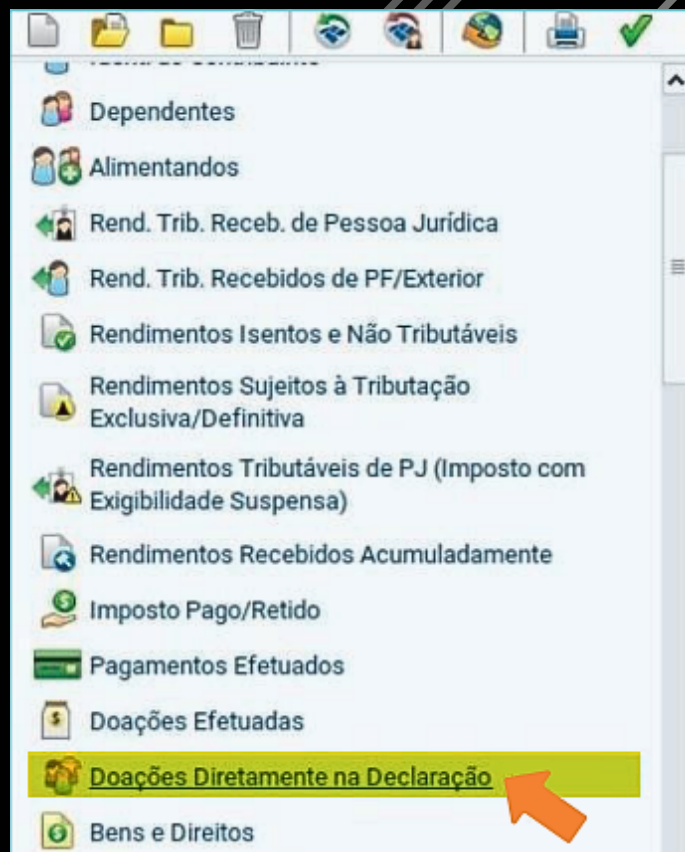 Dependentes
Alimentandos
Rend. Trib. Receb. de Pessoa Jurídica
Rend. Trib. Recebidos de PF/Exterior
Rendimentos Isentos e Não Tributáveis
Rendimentos Sujeitos à Tributação
Exclusiva/Definitiva
Rendimentos Tributáveis de PJ (Imposto com
Exigibilidade Suspensa)
Rendimentos Recebidos Acumuladamente
Imposto Pago/Retido
Pagamentos Efetuados
Doações Efetuadas
Doações Diretamente na Declaração
Bens e Direitos